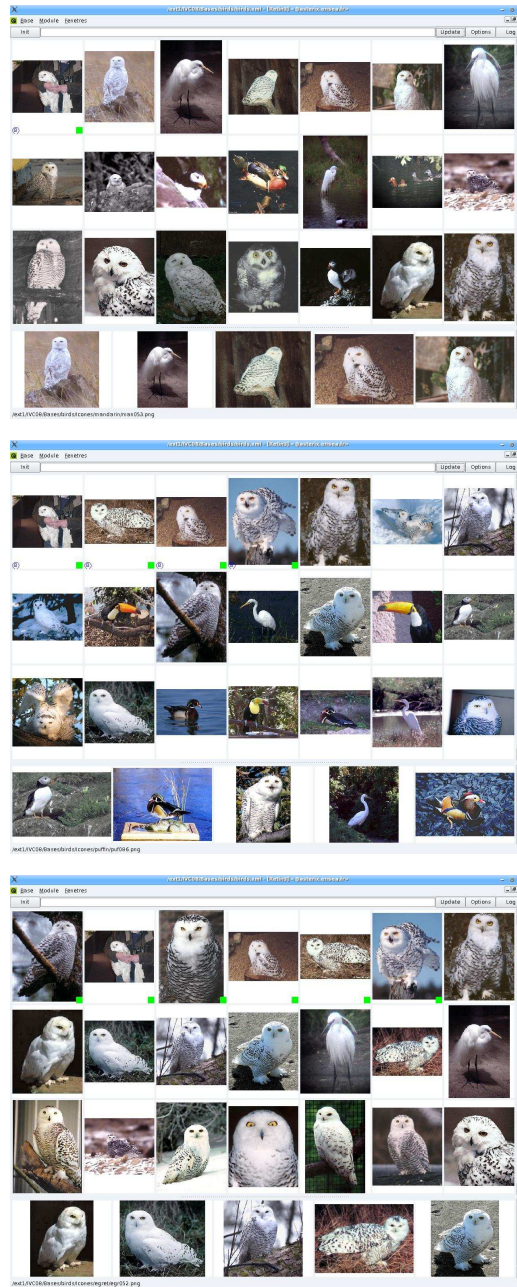 Base Module Fenetres
Init Update Options Log
/ext1/IVC08/Bases/birds/icones/mandarin/man053.png
Base Module Fenetres
Init Update Options Log
/ext1/IVC08/Bases/birds/icones/puffin/puf086.png
Base Module Fenetres
Init Update Options Log
/ext1/IVC08/Bases/birds/icones/egret/egr052.png